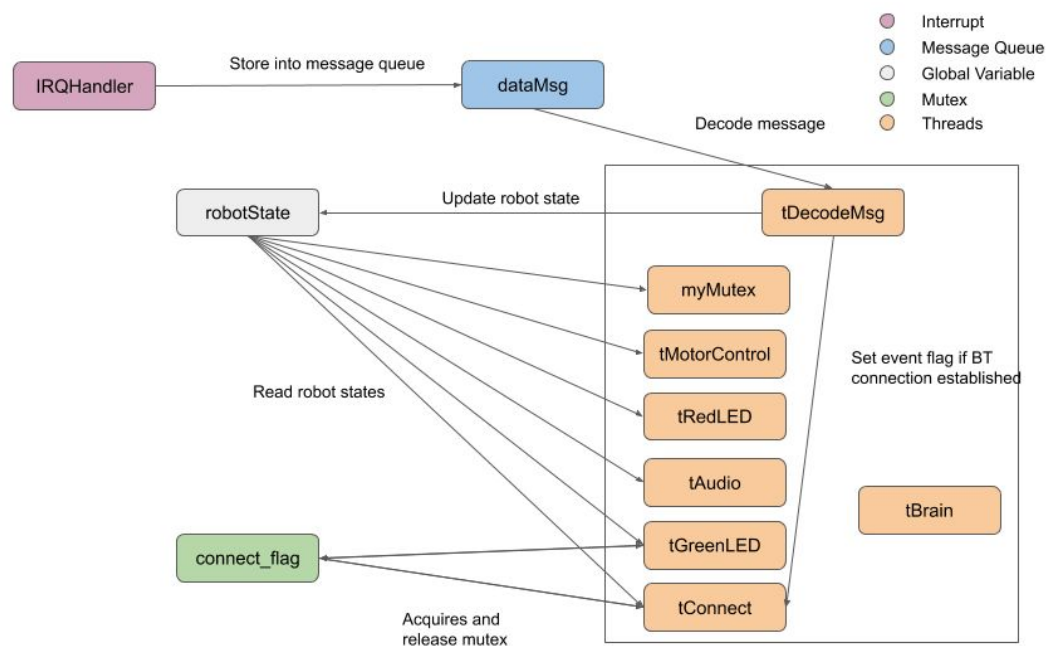 Interrupt
Message Queue
Global Variable
Mutex
Threads
Store into message queue
IRQHandler
dataMsg
Decode message
Update robot state
robotState
tDecodeMsg
myMutex
tMotorControl
Set event flag if BT
connection established
Read robot states
tRedLED
tAudio
tBrain
connect_flag
tGreenLED
tConnect
Acquires and
release mutex